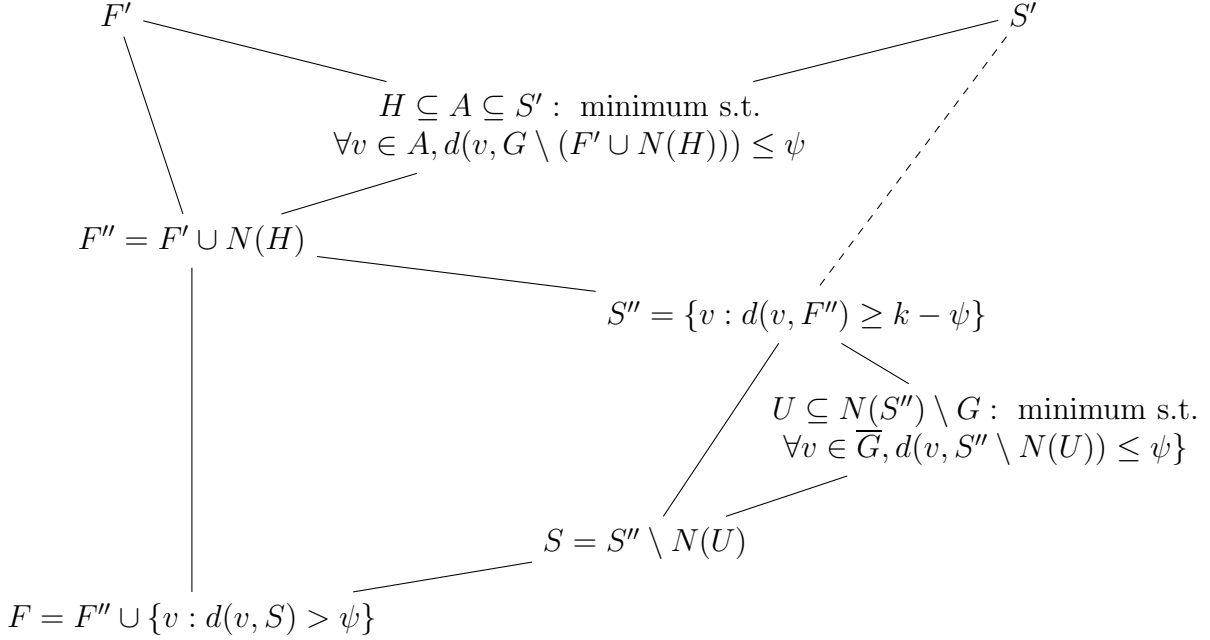 F′
S′
H ⊆ A ⊆ S′ : minimum s.t.
∀v ∈ A, d(v, G \ (F′ ∪ N(H))) ≤ ψ
F″ = F′ ∪ N(H)
S″ = {v : d(v, F″) ≥ k − ψ}
U ⊆ N(S″) \ G : minimum s.t.
∀v ∈ G̅, d(v, S″ \ N(U)) ≤ ψ}
S = S″ \ N(U)
F = F″ ∪ {v : d(v, S) > ψ}